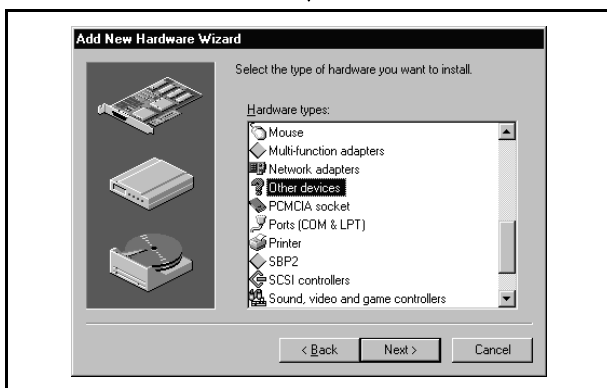 Add New Hardware Wizard
Select the type of hardware you want to install.
Hardware types:
Mouse
Multi-function adapters
Network adapters
Other devices
PCMCIA socket
Ports (COM & LPT)
Printer
SBP2
SCSI controllers
Sound, video and game controllers
< Back
Next >
Cancel